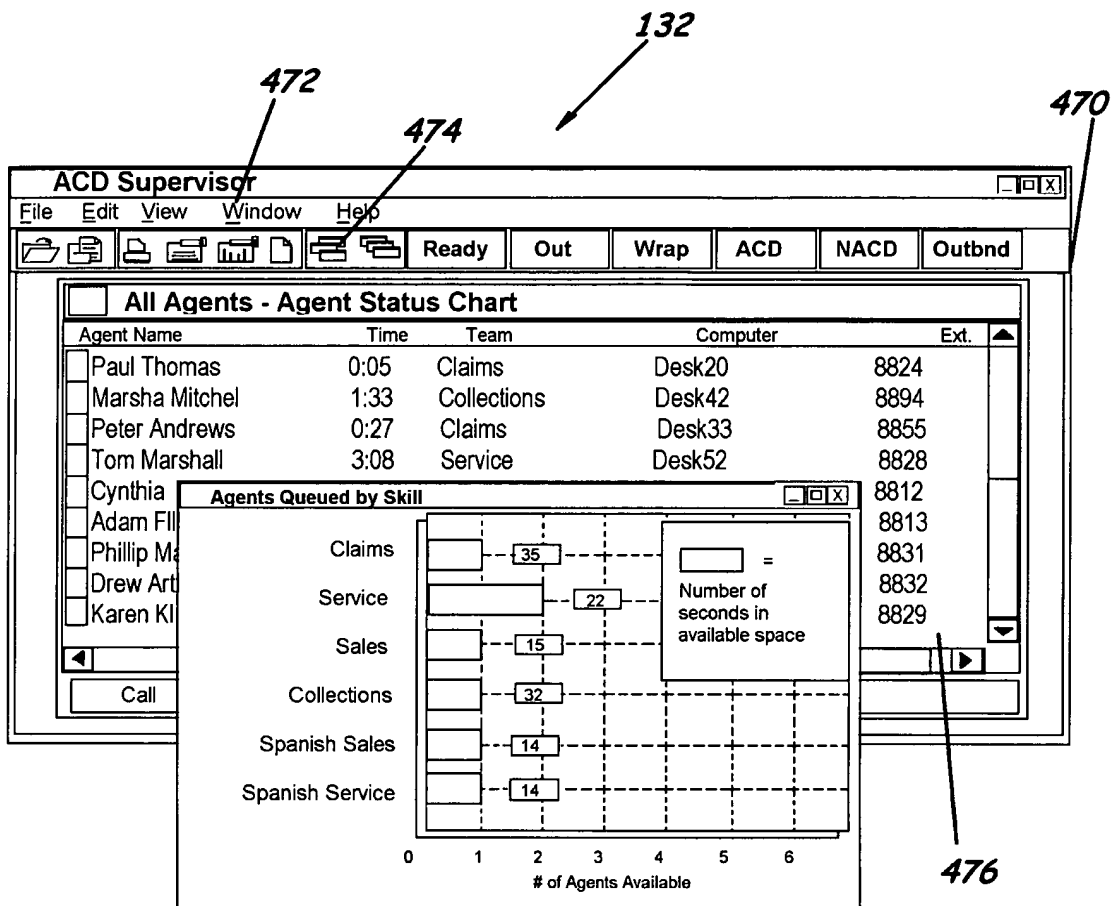 132
472
474
470
ACD Supervisor
File Edit View Window Help
Ready Out Wrap ACD NACD Outbnd
All Agents - Agent Status Chart
Agent Name Time Team Computer Ext.
Paul Thomas 0:05 Claims Desk20 8824
Marsha Mitchel 1:33 Collections Desk42 8894
Peter Andrews 0:27 Claims Desk33 8855
Tom Marshall 3:08 Service Desk52 8828
Cynthia 8812
Adam FIl 8813
Phillip Ma 8831
Drew Art 8832
Karen Kl 8829
Call
Agents Queued by Skill
Claims 35
Service 22
Sales 15
Collections 32
Spanish Sales 14
Spanish Service 14
=
Number of
seconds in
available space
0 1 2 3 4 5 6
# of Agents Available
476